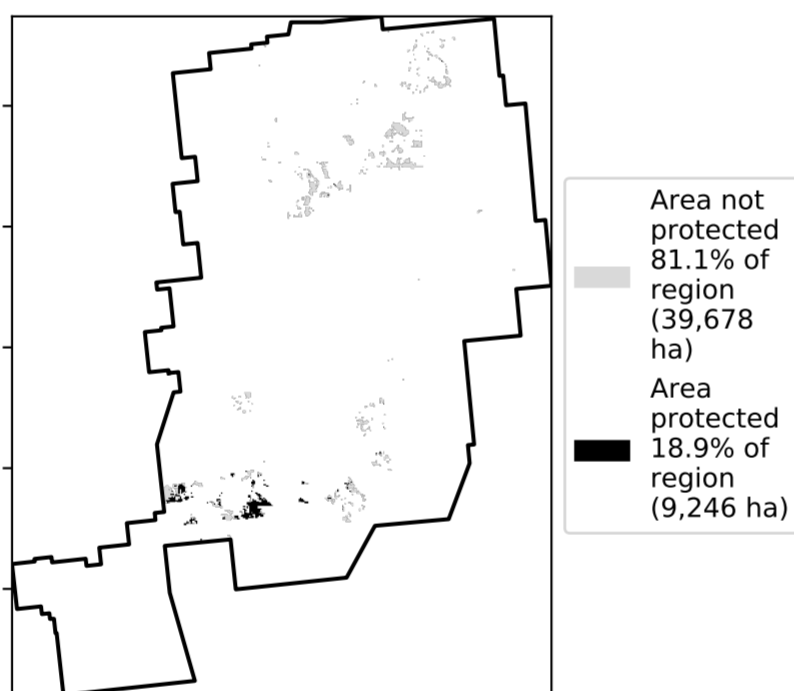 Area not
protected
81.1% of
region
(39,678
ha)
Area
protected
18.9% of
region
(9,246 ha)